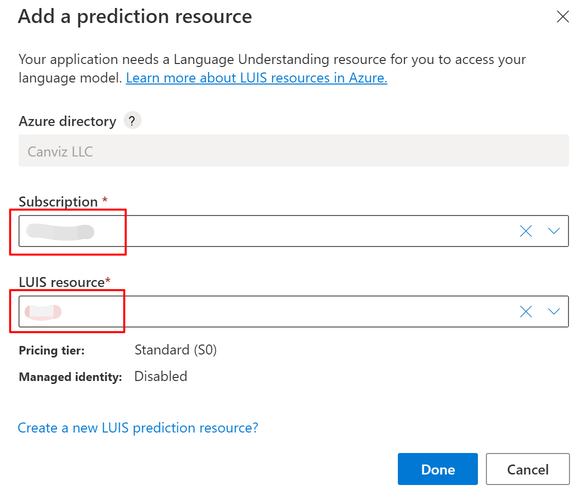 Add a prediction resource
Your application needs a Language Understanding resource for you to access your
language model. Learn more about LUIS resources in Azure.
Azure directory ?
Canviz LLC
Subscription *
LUIS resource*
Pricing tier: Standard (S0)
Managed identity: Disabled
Create a new LUIS prediction resource?
Done Cancel